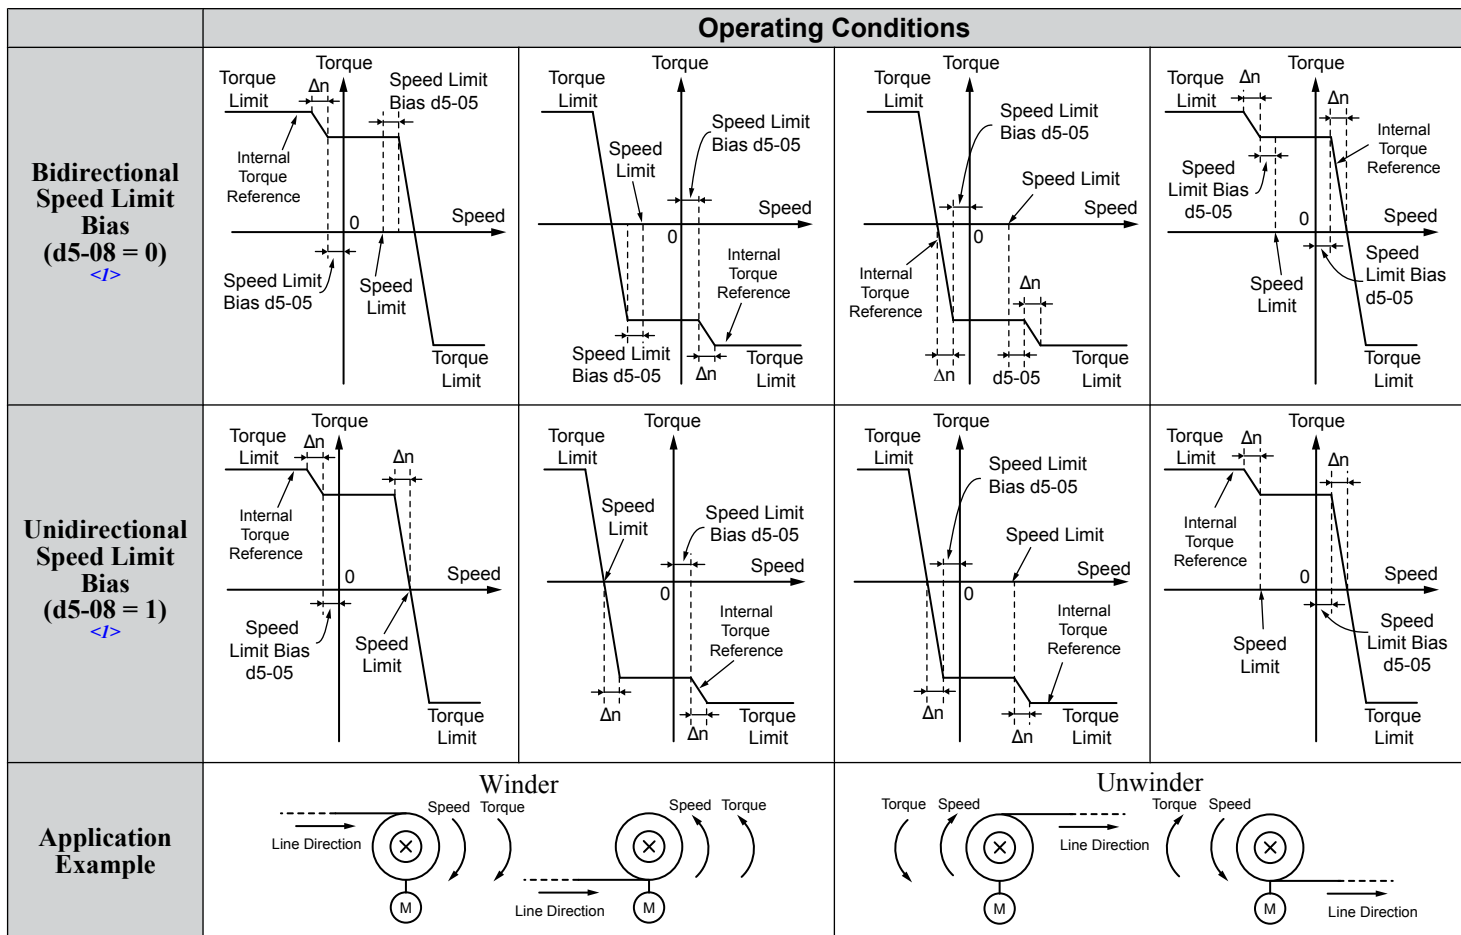 Operating Conditions
Bidirectional
Speed Limit
Bias
(d5-08 = 0)
<1>
Torque
Torque
Limit
Δn
Speed Limit
Bias d5-05
Internal
Torque
Reference
0
Speed
Speed Limit
Bias d5-05
Speed
Limit
Torque
Limit
Torque
Torque
Limit
Speed Limit
Bias d5-05
Speed
Limit
Speed
0
Internal
Torque
Reference
Speed Limit
Bias d5-05
Δn
Torque
Limit
Torque
Torque
Limit
Speed Limit
Bias d5-05
Speed Limit
Speed
0
Internal
Torque
Reference
Δn
Δn
d5-05
Torque
Limit
Torque
Δn
Torque
Limit
Δn
Internal
Torque
Reference
Speed
Limit Bias
d5-05
0
Speed
Speed
Limit Bias
d5-05
Speed
Limit
Torque
Limit
Unidirectional
Speed Limit
Bias
(d5-08 = 1)
<1>
Torque
Torque
Limit
Δn
Δn
Internal
Torque
Reference
0
Speed
Speed
Limit Bias
d5-05
Speed
Limit
Torque
Limit
Torque
Torque
Limit
Speed
Limit
Speed Limit
Bias d5-05
Speed
0
Internal
Torque
Reference
Δn
Δn
Torque
Limit
Torque
Torque
Limit
Speed Limit
Bias d5-05
Speed Limit
Speed
0
Internal
Torque
Reference
Δn
Δn
Torque
Limit
Torque
Δn
Torque
Limit
Δn
Internal
Torque
Reference
0
Speed
Speed
Limit
Speed
Limit Bias
d5-05
Torque
Limit
Application
Example
Winder
Speed Torque
Line Direction
M
Speed Torque
Line Direction
M
Unwinder
Torque Speed
Line Direction
M
Torque Speed
Line Direction
M